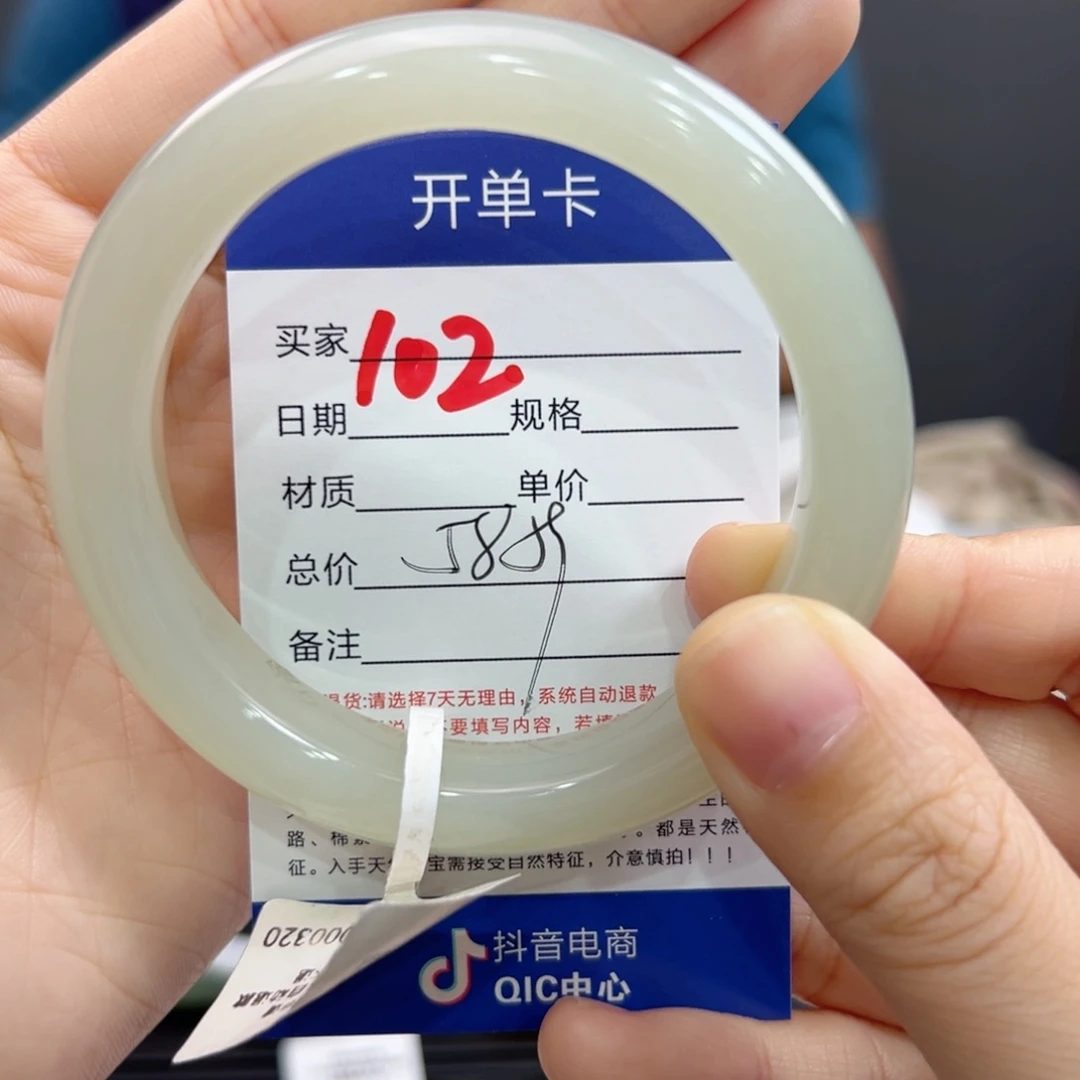 开单卡
买家 102
日期 规格
材质 单价
总价
备注
货:请选择7天无理由，系统自动退款
要填写内容，若
路、棉
。都是天然
征。入手天 宝需接受自然特征，介意慎拍！！！
抖音电商
QIC中心
000320